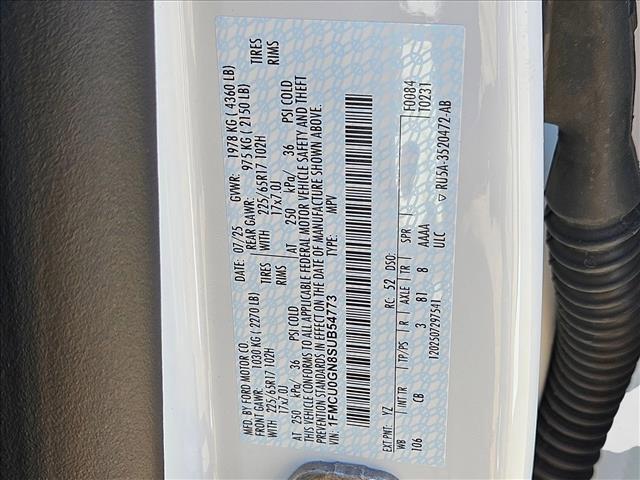 MFD. BY FORD MOTOR CO.
DATE: 07/25 GVWR: 1978 KG ( 4360 LB)
FRONT GAWR: 1030 KG ( 2270 LB) REAR GAWR: 975 KG ( 2150 LB)
225/65R17 102H TIRES WITH 225/65R17 102H TIRES
17x7.0J RIMS 17x7.0J RIMS
AT 250 kPa/ 36 PSI COLD AT 250 kPa/ 36 PSI COLD
THIS VEHICLE CONFORMS TO ALL APPLICABLE FEDERAL MOTOR VEHICLE SAFETY AND THEFT
PREVENTION STANDARDS IN EFFECT ON THE DATE OF MANUFACTURE SHOWN ABOVE.
VIN: 1FMCU0GN8SUB54773 TYPE: MPV
EXT PNT: YZ RC: 52 DSO: F0084
WB INT TR TP/PS R AXLE TR SPR T0231
106 CB 3 81 8 AAAA
1202507297541 ULC ▽ RU5A-3520472-AB